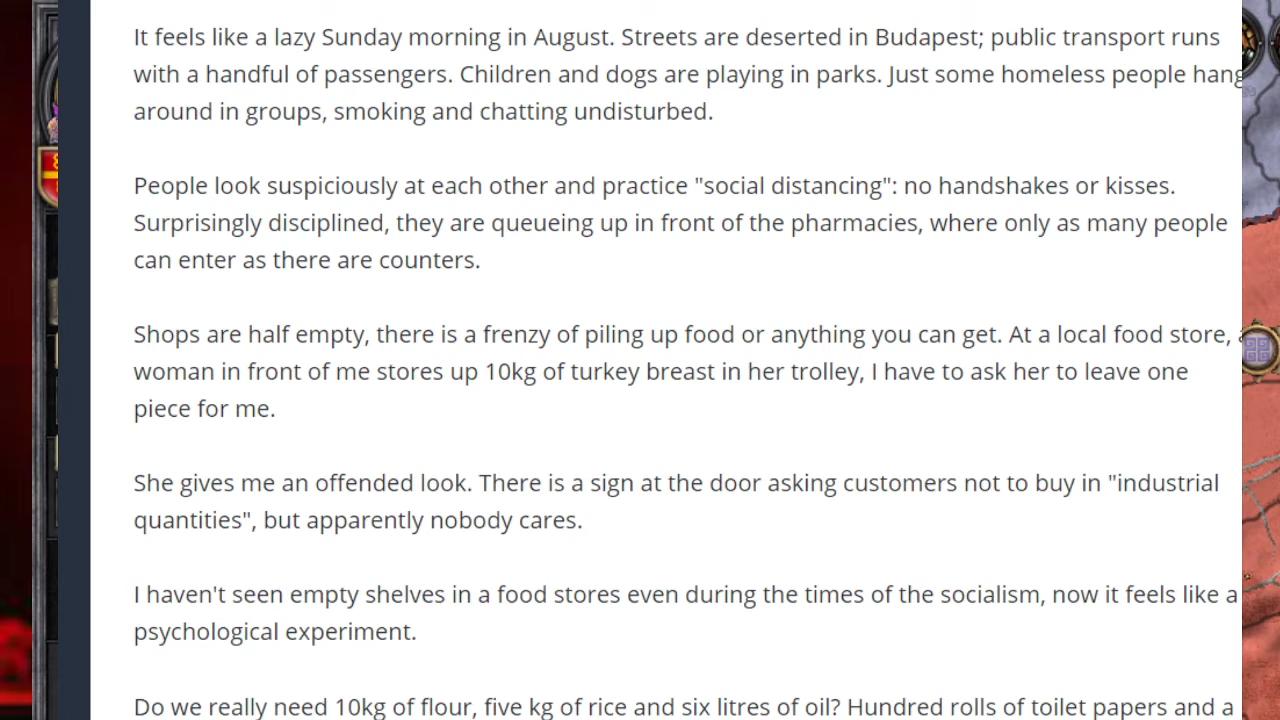 It feels like a lazy Sunday morning in August. Streets are deserted in Budapest; public transport runs
with a handful of passengers. Children and dogs are playing in parks. Just some homeless people hang
around in groups, smoking and chatting undisturbed.
People look suspiciously at each other and practice "social distancing": no handshakes or kisses.
Surprisingly disciplined, they are queueing up in front of the pharmacies, where only as many people
can enter as there are counters.
Shops are half empty, there is a frenzy of piling up food or anything you can get. At a local food store,
woman in front of me stores up 10kg of turkey breast in her trolley, I have to ask her to leave one
piece for me.
She gives me an offended look. There is a sign at the door asking customers not to buy in "industrial
quantities", but apparently nobody cares.
I haven't seen empty shelves in a food stores even during the times of the socialism, now it feels like a
psychological experiment.
Do we really need 10kg of flour, five kg of rice and six litres of oil? Hundred rolls of toilet papers and a